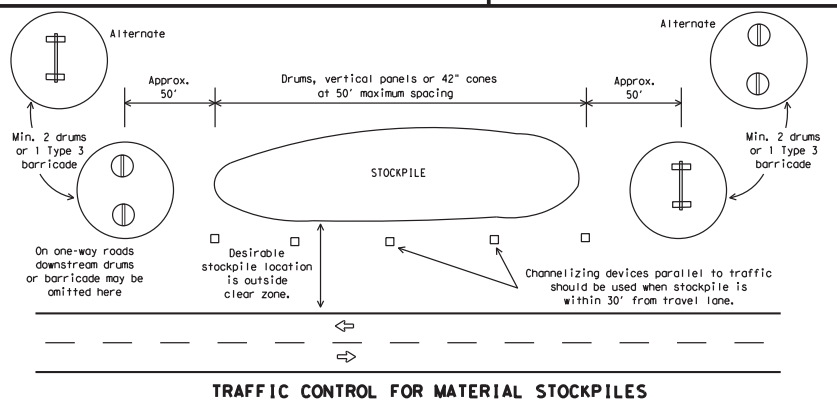 Alternate
Alternate
Approx.
50'
Drums, vertical panels or 42" cones
at 50' maximum spacing
Approx.
50'
Min. 2 drums
or 1 Type 3
barricade
STOCKPILE
Min. 2 drums
or 1 Type 3
barricade
On one-way roads
downstream drums
or barricade may be
omitted here
Desirable
stockpile location
is outside
clear zone.
Channelizing devices parallel to traffic
should be used when stockpile is
within 30' from travel lane.
TRAFFIC CONTROL FOR MATERIAL STOCKPILES